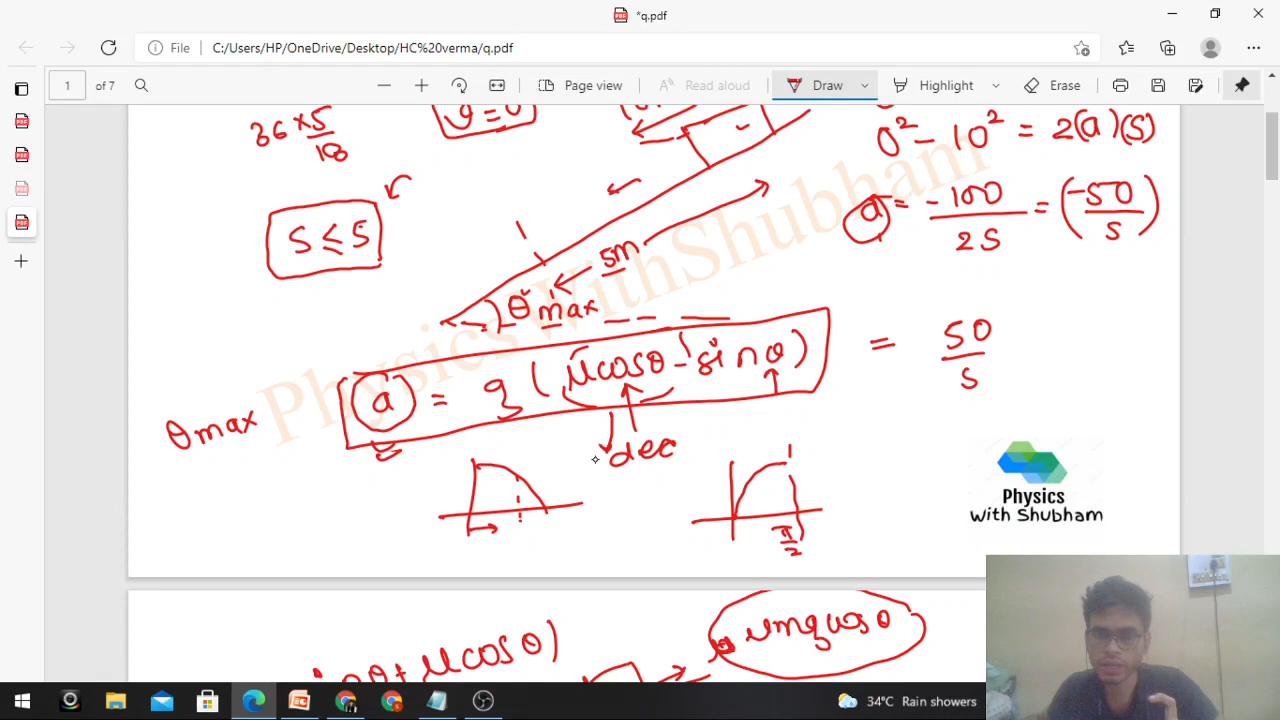 *q.pdf
File C:/Users/HP/OneDrive/Desktop/HC%20verma/q.pdf
1 of 7 Page view Read aloud Draw Highlight Erase
36 × 5/18
v = 0
0² - 10² = 2(a)(S)
S ≤ 5
a = -100/2S = (-50/S)
5m
θ max
a = g (μcosθ - sinθ) = 50/S
θ max
dec
π/2
Physics With Shubham
Physics
With Shubham
μmg cosθ
+ μcosθ)
34°C Rain showers